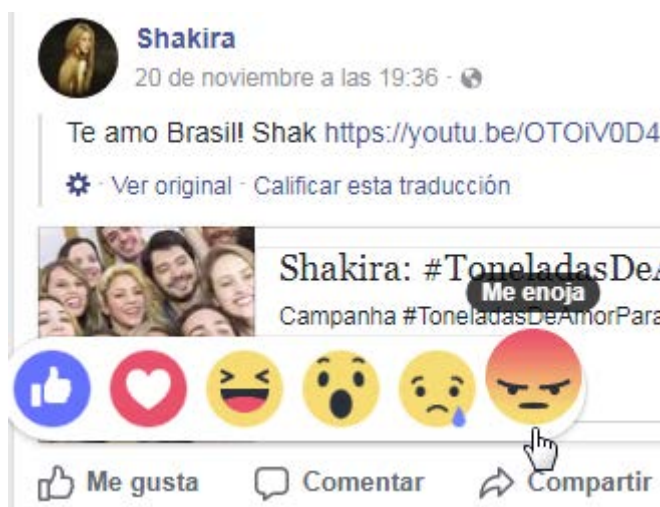 Shakira
20 de noviembre a las 19:36 ·
Te amo Brasil! Shak https://youtu.be/OTOiV0D4
· Ver original · Calificar esta traducción
Shakira: #ToneladasDeA
Me enoja
Campanha #ToneladasDeAmorPara
Me gusta Comentar Compartir